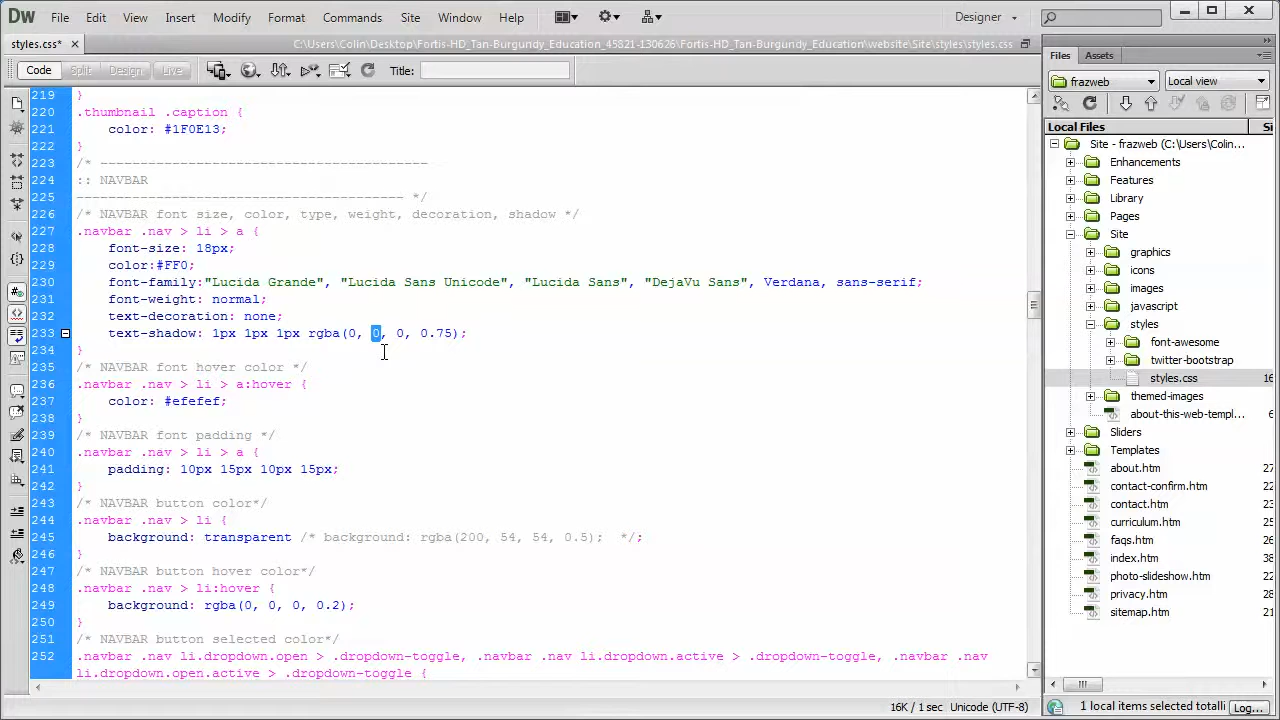 Dw File Edit View Insert Modify Format Commands Site Window Help Designer
styles.css* C:\Users\Colin\Desktop\Fortis-HD_Tan-Burgundy_Education_45821-130626\Fortis-HD_Tan-Burgundy_Education\website\Site\styles\styles.css
Code Split Design Live Title:
219 }
220 .thumbnail .caption {
221 color: #1F0E13;
222 }
223 /* -----------------------------------------
224 :: NAVBAR
225 ----------------------------------------- */
226 /* NAVBAR font size, color, type, weight, decoration, shadow */
227 .navbar .nav > li > a {
228 font-size: 18px;
229 color:#FF0;
230 font-family:"Lucida Grande", "Lucida Sans Unicode", "Lucida Sans", "DejaVu Sans", Verdana, sans-serif;
231 font-weight: normal;
232 text-decoration: none;
233 text-shadow: 1px 1px 1px rgba(0, 0, 0, 0.75);
234 }
235 /* NAVBAR font hover color */
236 .navbar .nav > li > a:hover {
237 color: #efefef;
238 }
239 /* NAVBAR font padding */
240 .navbar .nav > li > a {
241 padding: 10px 15px 10px 15px;
242 }
243 /* NAVBAR button color*/
244 .navbar .nav > li {
245 background: transparent /* background: rgba(200, 54, 54, 0.5); */;
246 }
247 /* NAVBAR button hover color*/
248 .navbar .nav > li:hover {
249 background: rgba(0, 0, 0, 0.2);
250 }
251 /* NAVBAR button selected color*/
252 .navbar .nav li.dropdown.open > .dropdown-toggle, .navbar .nav li.dropdown.active > .dropdown-toggle, .navbar .nav
li.dropdown.open.active > .dropdown-toggle {
16K / 1 sec Unicode (UTF-8)
Files Assets
frazweb Local view
Local Files Si
Site - frazweb (C:\Users\Colin...
Enhancements
Features
Library
Pages
Site
graphics
icons
images
javascript
styles
font-awesome
twitter-bootstrap
styles.css 16
themed-images
about-this-web-templ...
Sliders
Templates
about.htm 27
contact-confirm.htm 22
contact.htm 27
curriculum.htm 22
faqs.htm 32
index.htm 38
photo-slideshow.htm 32
privacy.htm 28
sitemap.htm 21
1 local items selected totalli Log...